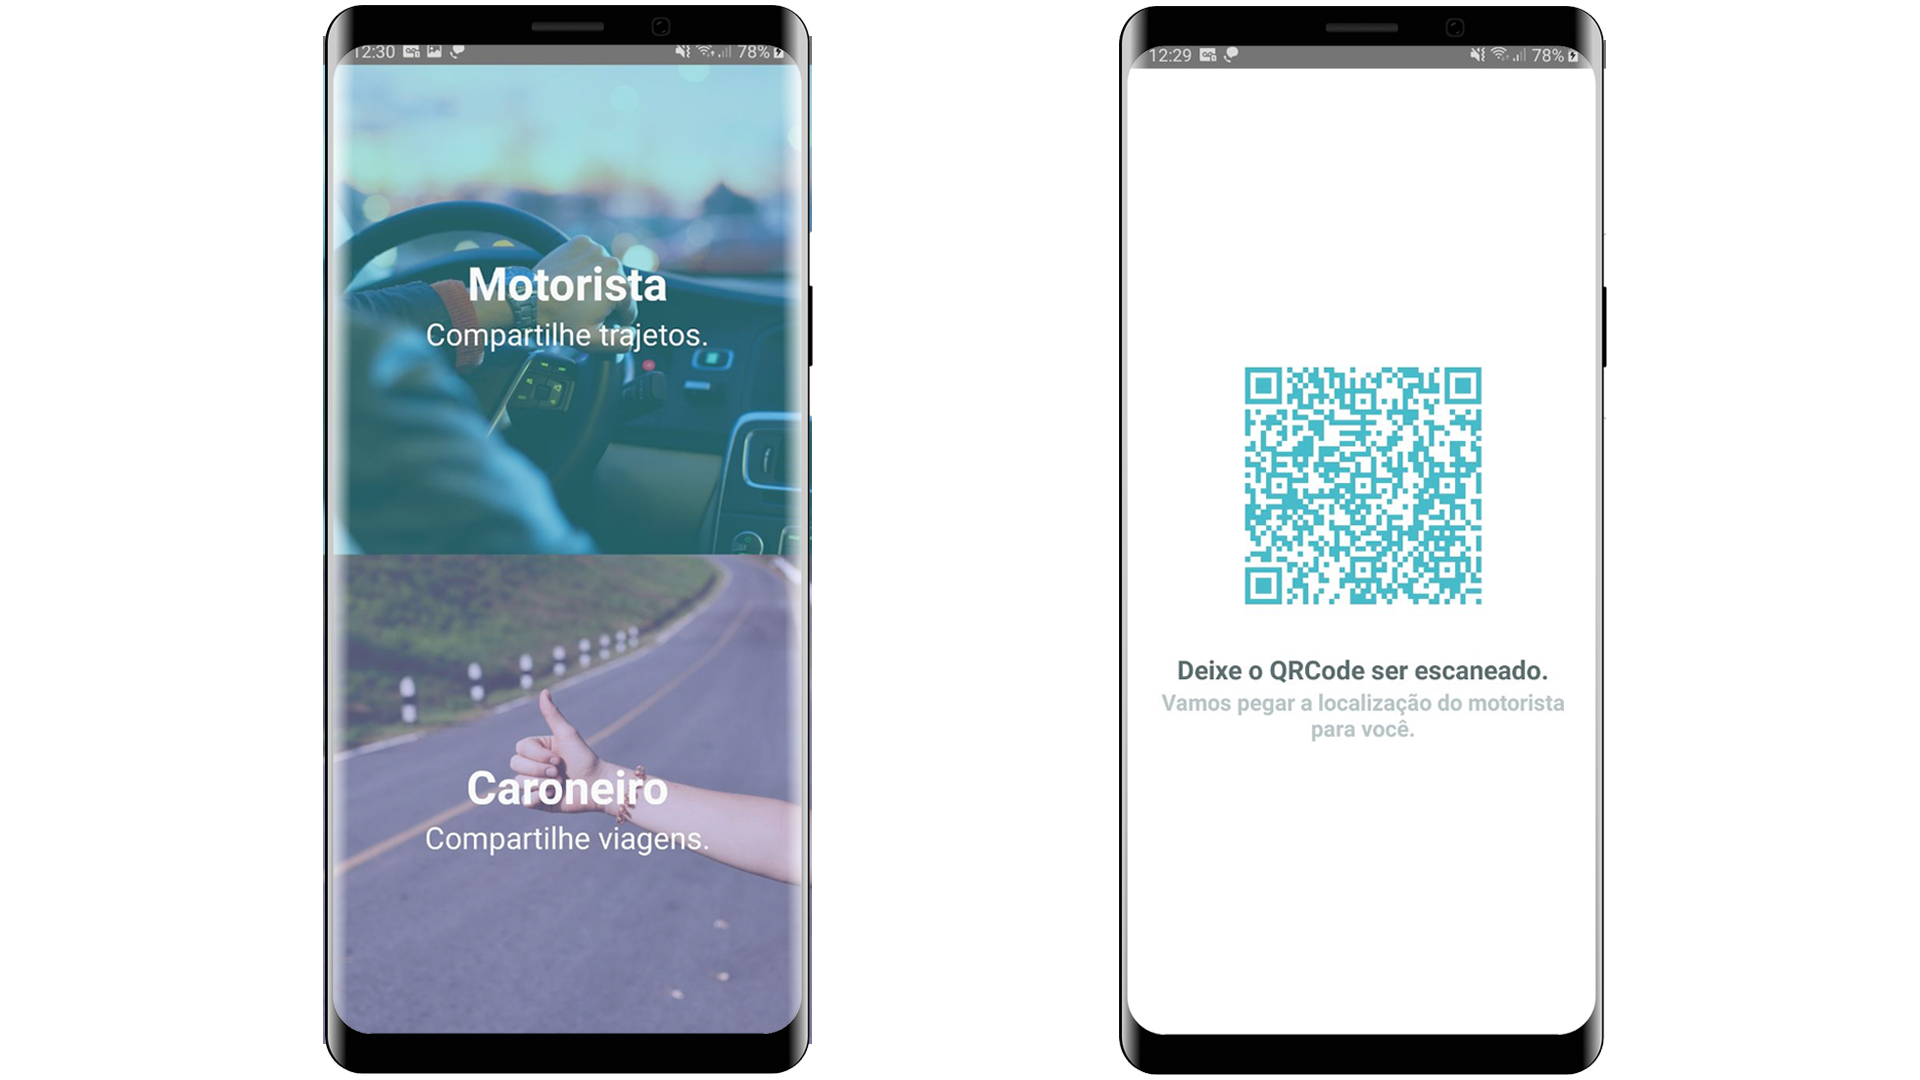 12:30
78%
Motorista
Compartilhe trajetos.
Caroneiro
Compartilhe viagens.
12:29
78%
Deixe o QRCode ser escaneado.
Vamos pegar a localização do motorista
para você.